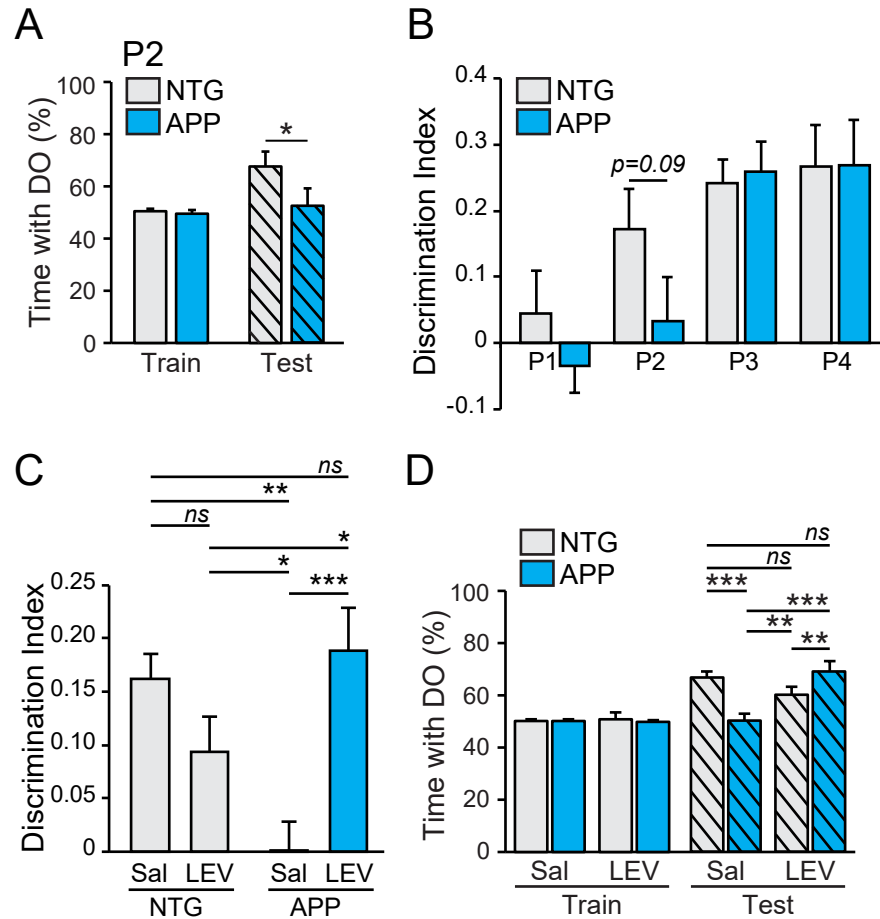 A
P2
NTG
APP
*
Time with DO (%)
100
80
60
40
20
0
Train
Test
B
NTG
APP
p=0.09
Discrimination Index
0.4
0.3
0.2
0.1
0
-0.1
P1
P2
P3
P4
C
ns
**
ns
*
*
***
Discrimination Index
0.25
0.20
0.15
0.10
0.05
0
Sal LEV
Sal LEV
NTG
APP
D
NTG
APP
ns
ns
***
***
**
**
Time with DO (%)
100
80
60
40
20
0
Sal
LEV
Sal
LEV
Train
Test